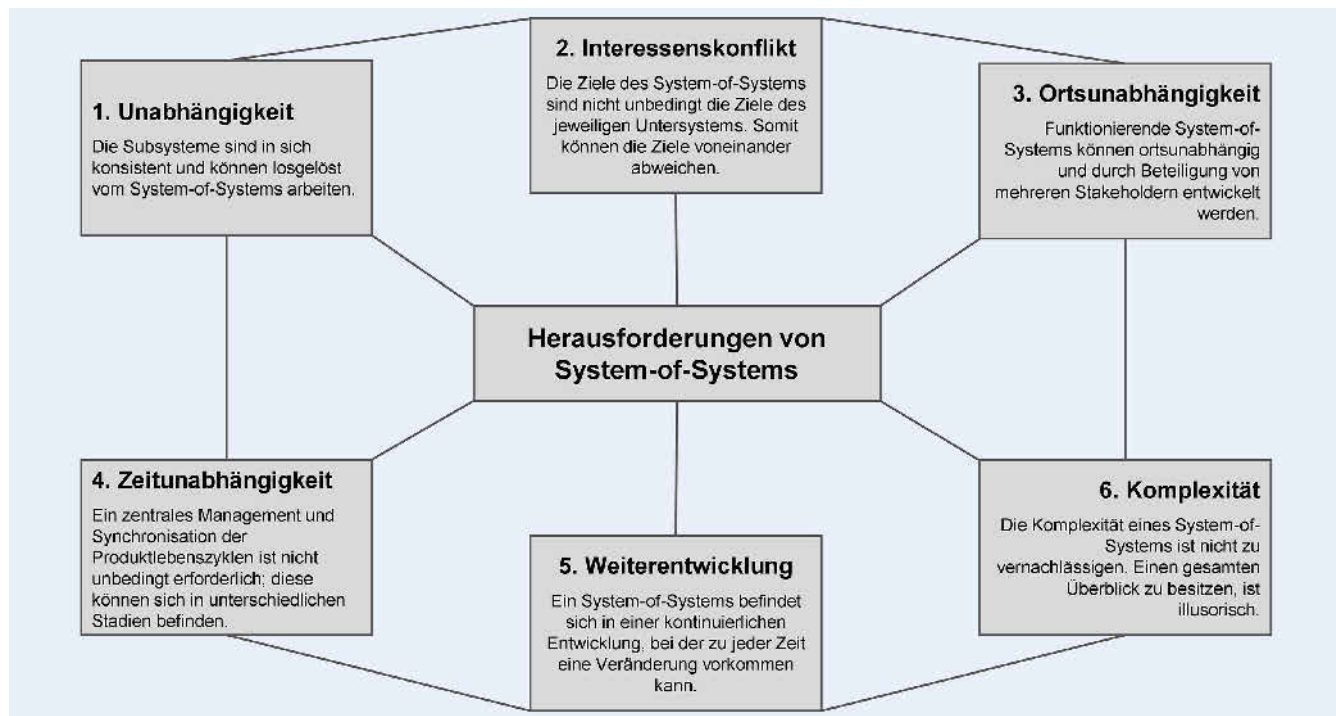 1. Unabhängigkeit
Die Subsysteme sind in sich
konsistent und können losgelöst
vom System-of-Systems arbeiten.
2. Interessenskonflikt
Die Ziele des System-of-Systems
sind nicht unbedingt die Ziele des
jeweiligen Untersystems. Somit
können die Ziele voneinander
abweichen.
3. Ortsunabhängigkeit
Funktionierende System-of-
Systems können ortsunabhängig
und durch Beteiligung von
mehreren Stakeholdern entwickelt
werden.
Herausforderungen von
System-of-Systems
4. Zeitunabhängigkeit
Ein zentrales Management und
Synchronisation der
Produktlebenszyklen ist nicht
unbedingt erforderlich; diese
können sich in unterschiedlichen
Stadien befinden.
5. Weiterentwicklung
Ein System-of-Systems befindet
sich in einer kontinuierlichen
Entwicklung, bei der zu jeder Zeit
eine Veränderung vorkommen
kann.
6. Komplexität
Die Komplexität eines System-of-
Systems ist nicht zu
vernachlässigen. Einen gesamten
Überblick zu besitzen, ist
illusorisch.